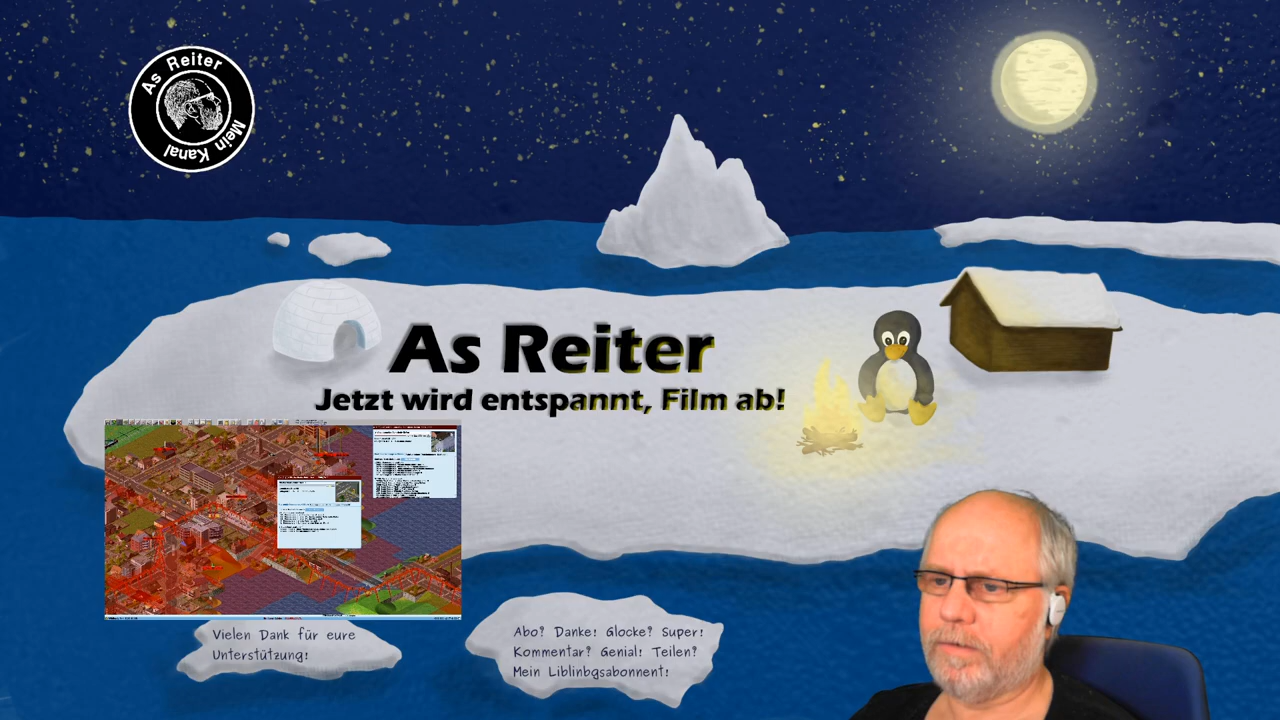 As Reiter
Mein Kanal
As Reiter
Jetzt wird entspannt, Film ab!
Vielen Dank für eure
Unterstützung!
Abo? Danke! Glocke? Super!
Kommentar? Genial! Teilen?
Mein Liblinbgsabonnent!